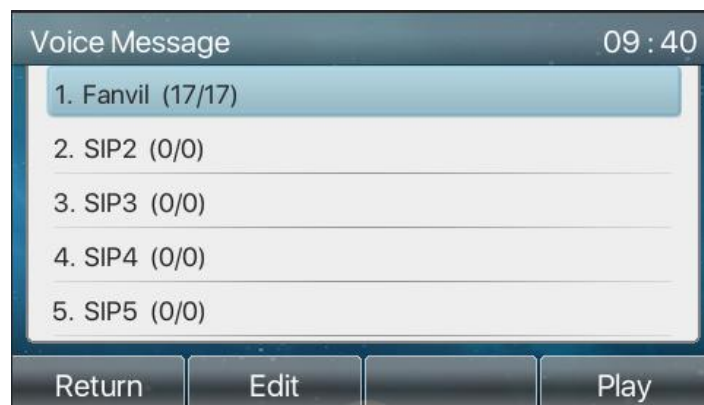 Voice Message 09 : 40
1. Fanvil (17/17)
2. SIP2 (0/0)
3. SIP3 (0/0)
4. SIP4 (0/0)
5. SIP5 (0/0)
Return Edit Play